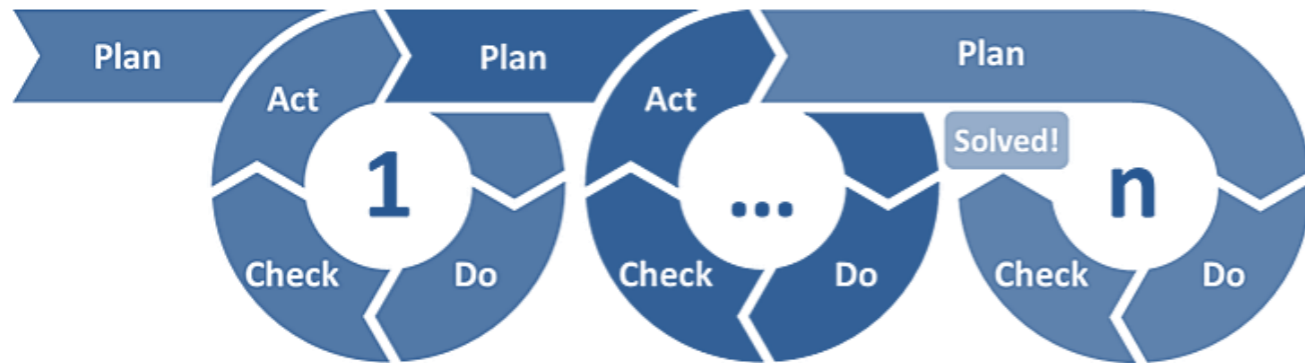 Plan
Act
1
Do
Check
Plan
Act
...
Do
Check
Plan
n
Do
Check
Solved!